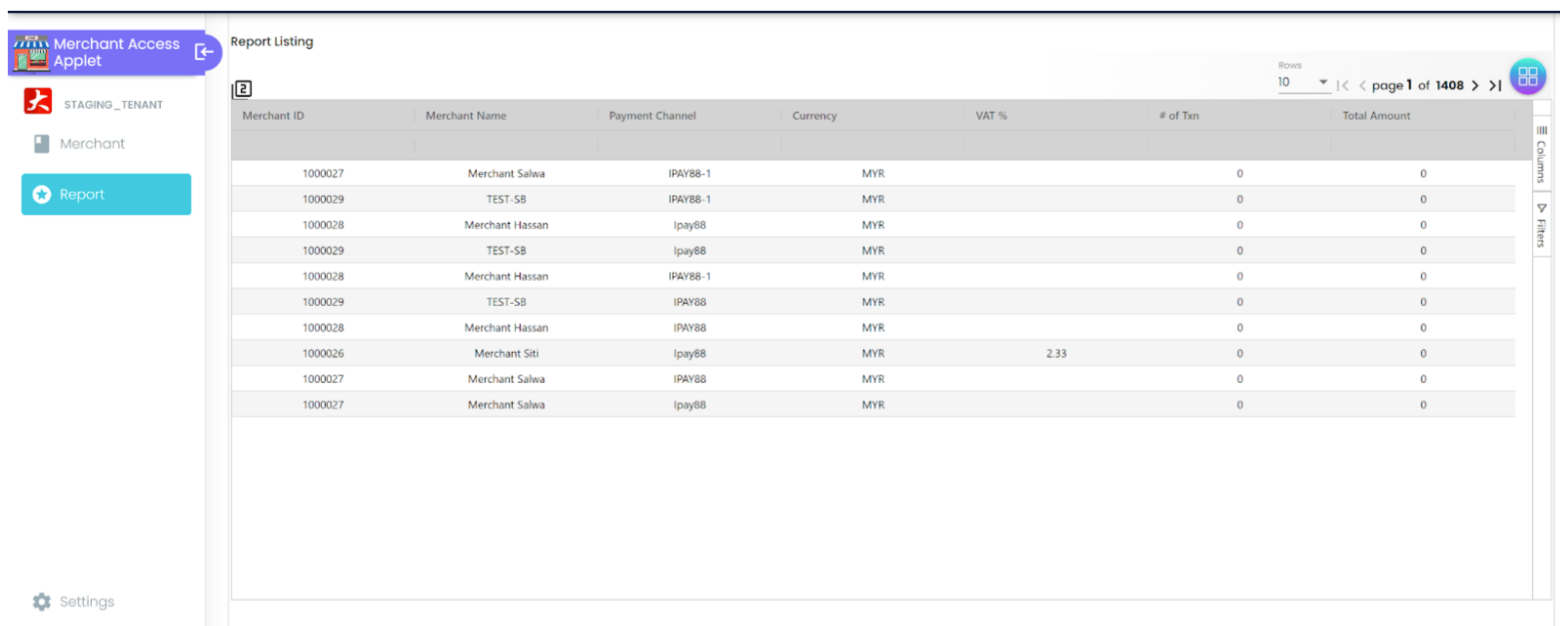 Merchant Access
Applet
STAGING_TENANT
Merchant
Report
Settings
Report Listing
2
Rows
10
page 1 of 1408
Merchant ID Merchant Name Payment Channel Currency VAT % # of Txn Total Amount
1000027 Merchant Salwa IPAY88-1 MYR 0 0
1000029 TEST-SB IPAY88-1 MYR 0 0
1000028 Merchant Hassan Ipay88 MYR 0 0
1000029 TEST-SB Ipay88 MYR 0 0
1000028 Merchant Hassan IPAY88-1 MYR 0 0
1000029 TEST-SB IPAY88 MYR 0 0
1000028 Merchant Hassan IPAY88 MYR 0 0
1000026 Merchant Siti Ipay88 MYR 2.33 0 0
1000027 Merchant Salwa IPAY88 MYR 0 0
1000027 Merchant Salwa Ipay88 MYR 0 0
Columns
Filters